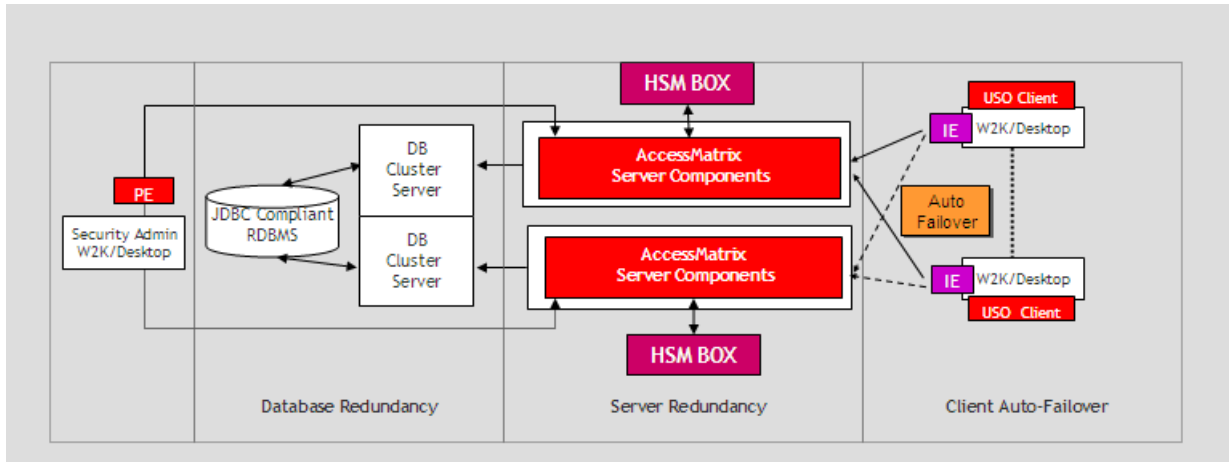 PE
Security Admin
W2K/Desktop
JDBC Compliant
RDBMS
DB
Cluster
Server
DB
Cluster
Server
HSM BOX
AccessMatrix
Server Components
AccessMatrix
Server Components
HSM BOX
USO Client
IE
W2K/Desktop
Auto
Failover
IE
W2K/Desktop
USO Client
Database Redundancy
Server Redundancy
Client Auto-Failover